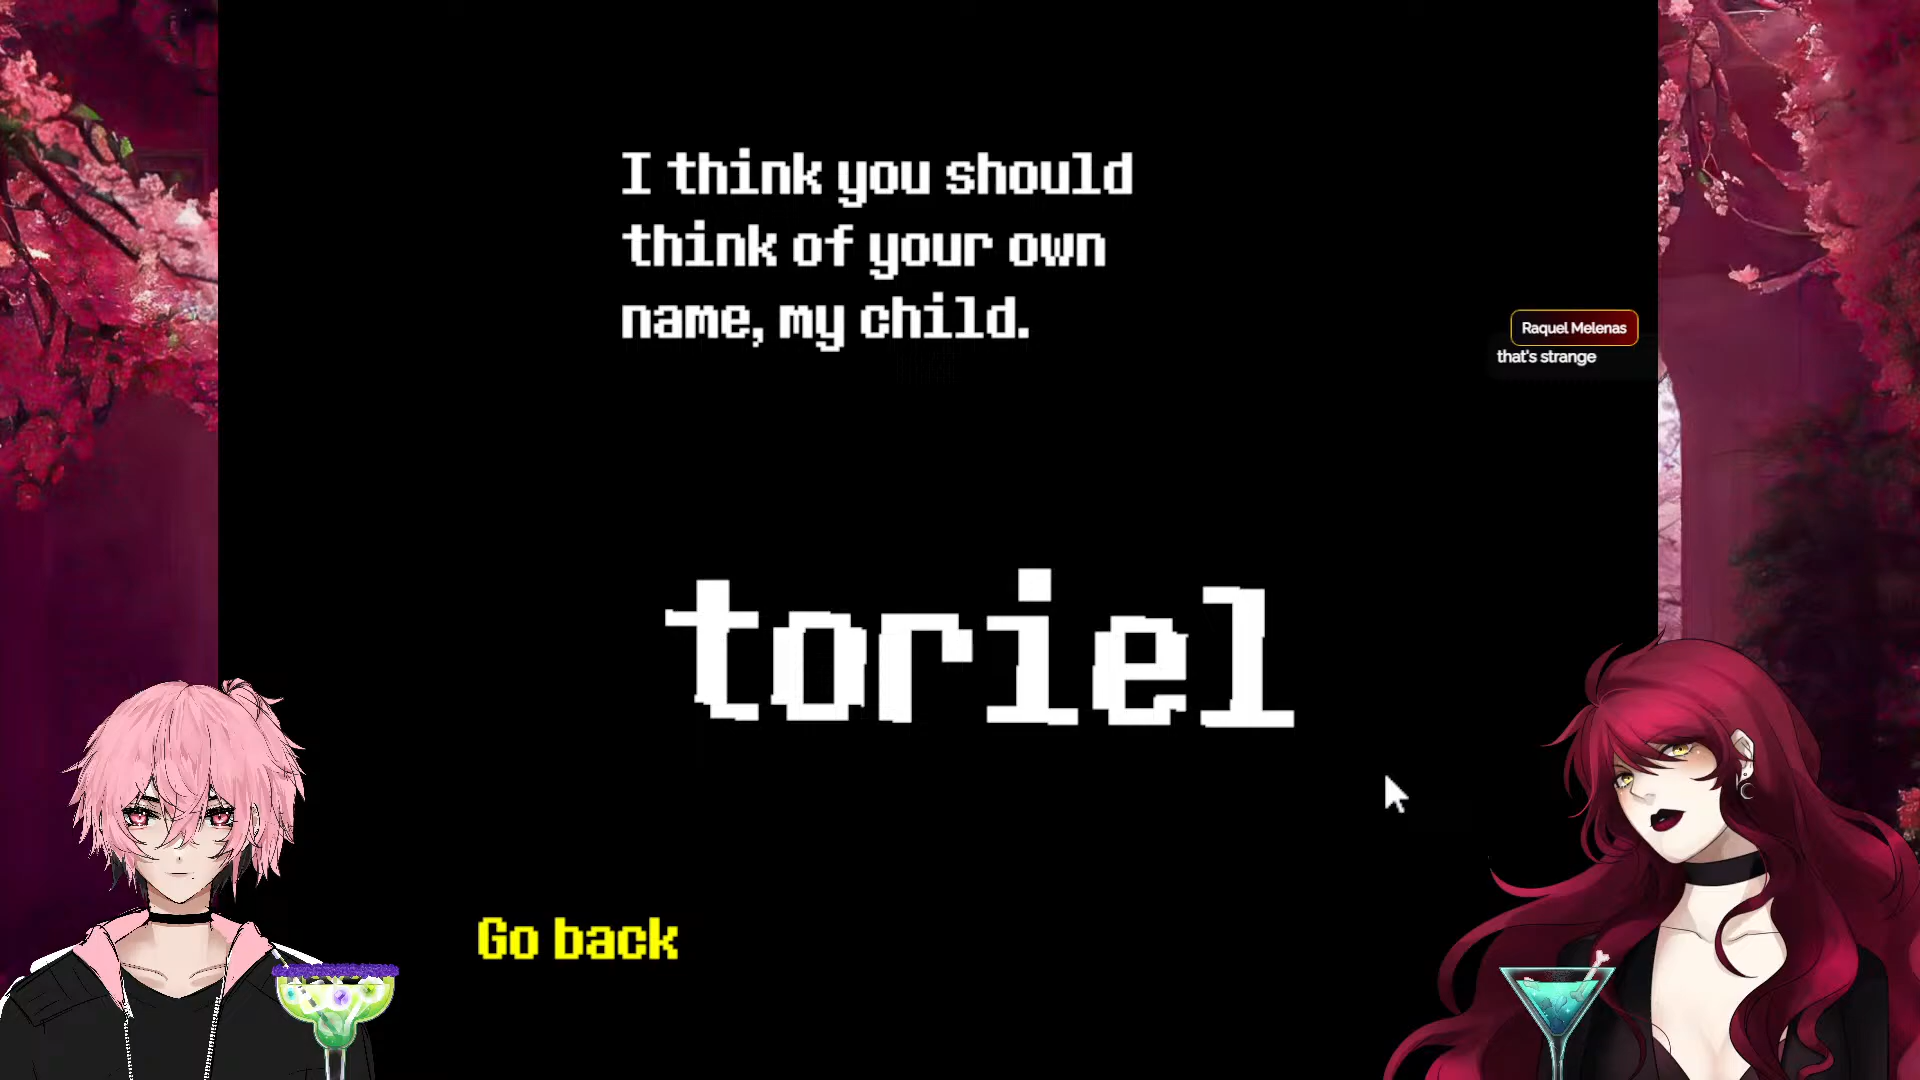 I think you should
think of your own
name, my child.
Raquel Melenas
that's strange
toriel
Go back